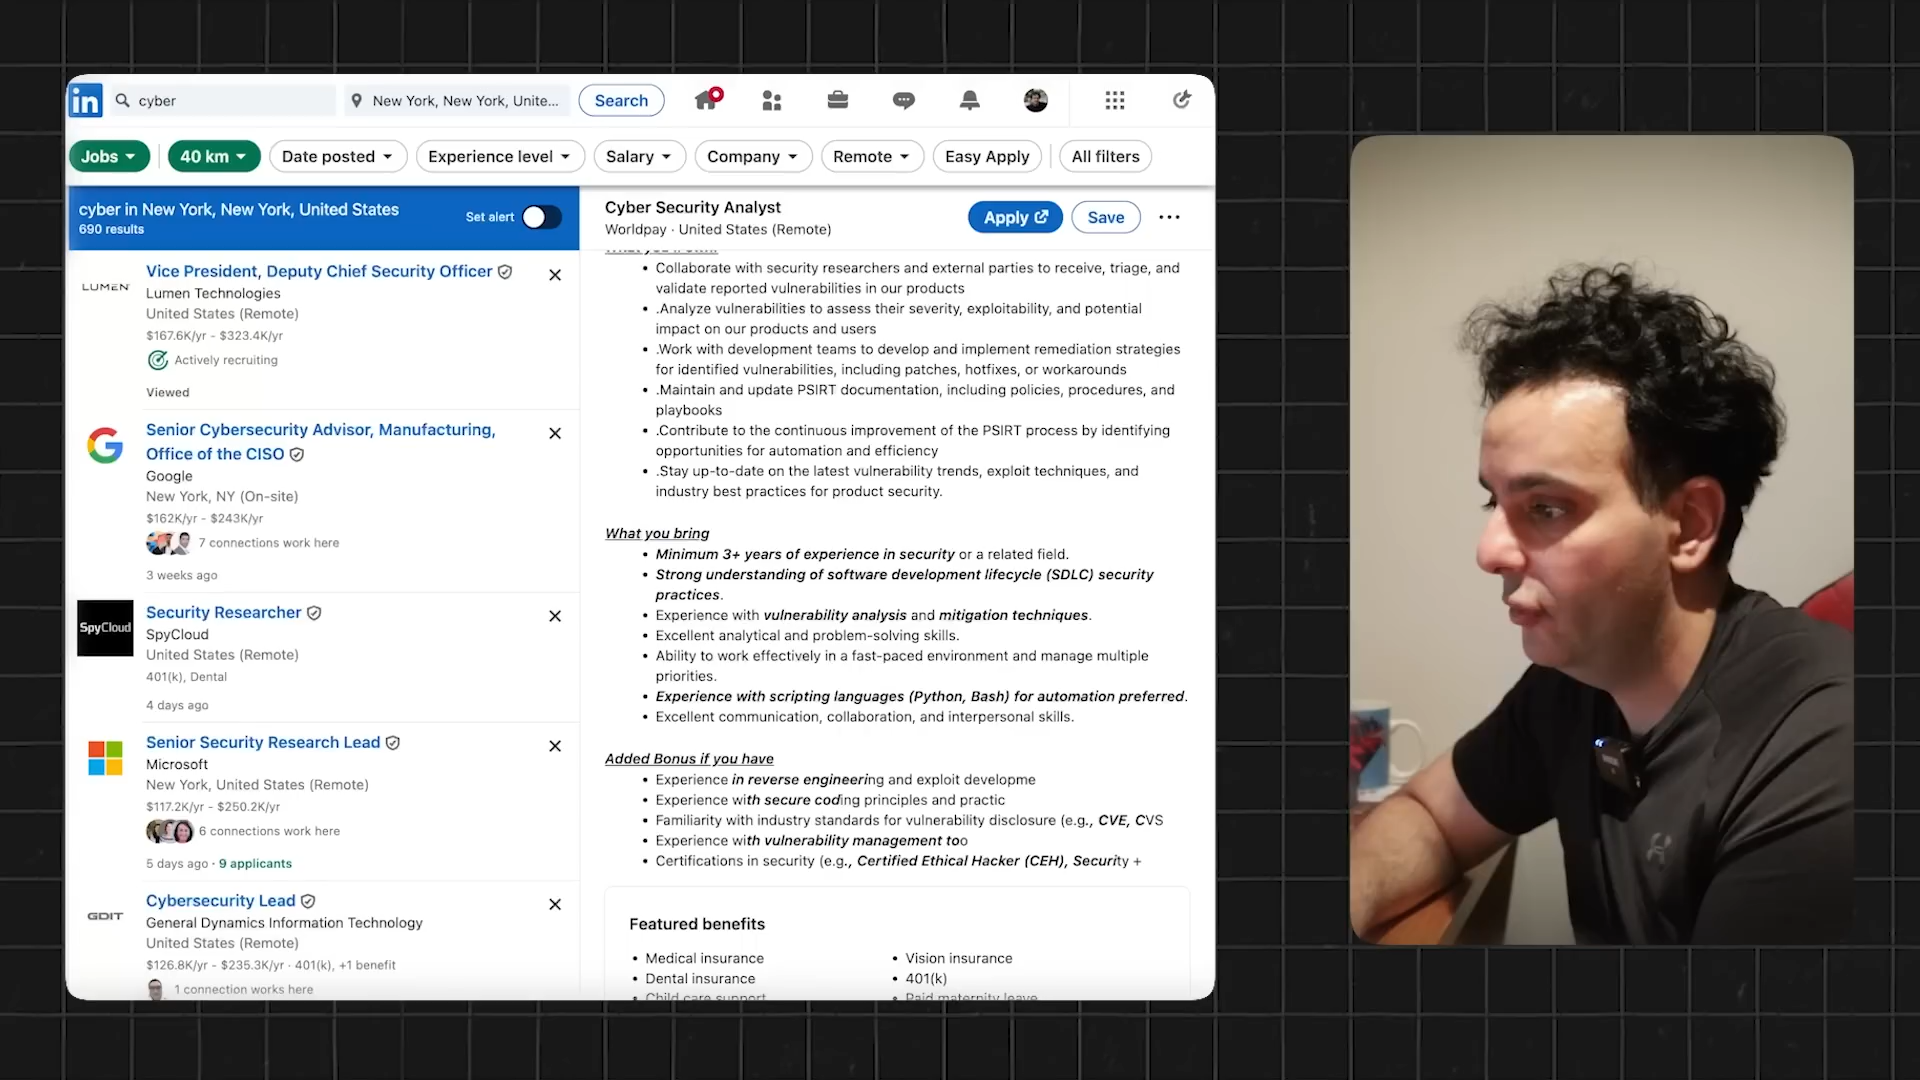 in
cyber
New York, New York, Unite...
Search
Jobs
40 km
Date posted
Experience level
Salary
Company
Remote
Easy Apply
All filters
cyber in New York, New York, United States
690 results
Set alert
LUMEN
Vice President, Deputy Chief Security Officer
Lumen Technologies
United States (Remote)
$167.6K/yr - $323.4K/yr
Actively recruiting
Viewed
Senior Cybersecurity Advisor, Manufacturing,
Office of the CISO
Google
New York, NY (On-site)
$162K/yr - $243K/yr
7 connections work here
3 weeks ago
SpyCloud
Security Researcher
SpyCloud
United States (Remote)
401(k), Dental
4 days ago
Senior Security Research Lead
Microsoft
New York, United States (Remote)
$117.2K/yr - $250.2K/yr
6 connections work here
5 days ago · 9 applicants
GDIT
Cybersecurity Lead
General Dynamics Information Technology
United States (Remote)
$126.8K/yr - $235.3K/yr · 401(k), +1 benefit
1 connection works here
Cyber Security Analyst
Worldpay · United States (Remote)
Apply
Save
• Collaborate with security researchers and external parties to receive, triage, and
validate reported vulnerabilities in our products
• .Analyze vulnerabilities to assess their severity, exploitability, and potential
impact on our products and users
• .Work with development teams to develop and implement remediation strategies
for identified vulnerabilities, including patches, hotfixes, or workarounds
• .Maintain and update PSIRT documentation, including policies, procedures, and
playbooks
• .Contribute to the continuous improvement of the PSIRT process by identifying
opportunities for automation and efficiency
• .Stay up-to-date on the latest vulnerability trends, exploit techniques, and
industry best practices for product security.
What you bring
• Minimum 3+ years of experience in security or a related field.
• Strong understanding of software development lifecycle (SDLC) security
practices.
• Experience with vulnerability analysis and mitigation techniques.
• Excellent analytical and problem-solving skills.
• Ability to work effectively in a fast-paced environment and manage multiple
priorities.
• Experience with scripting languages (Python, Bash) for automation preferred.
• Excellent communication, collaboration, and interpersonal skills.
Added Bonus if you have
• Experience in reverse engineering and exploit developme
• Experience with secure coding principles and practic
• Familiarity with industry standards for vulnerability disclosure (e.g., CVE, CVS
• Experience with vulnerability management too
• Certifications in security (e.g., Certified Ethical Hacker (CEH), Security +
Featured benefits
• Medical insurance
• Vision insurance
• Dental insurance
• 401(k)
• Child care support
• Paid maternity leave